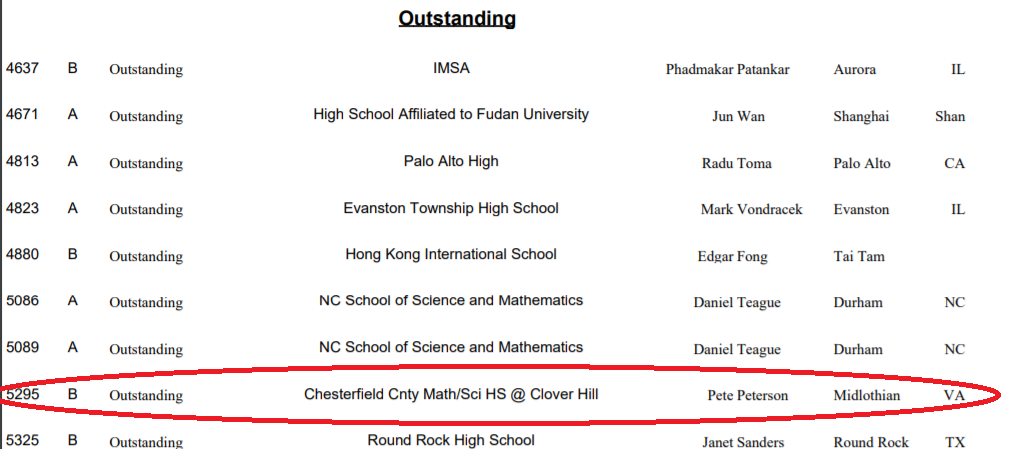 Outstanding
4637 B Outstanding IMSA Phadmakar Patankar Aurora IL
4671 A Outstanding High School Affiliated to Fudan University Jun Wan Shanghai Shan
4813 A Outstanding Palo Alto High Radu Toma Palo Alto CA
4823 A Outstanding Evanston Township High School Mark Vondracek Evanston IL
4880 B Outstanding Hong Kong International School Edgar Fong Tai Tam
5086 A Outstanding NC School of Science and Mathematics Daniel Teague Durham NC
5089 A Outstanding NC School of Science and Mathematics Daniel Teague Durham NC
5295 B Outstanding Chesterfield Cnty Math/Sci HS @ Clover Hill Pete Peterson Midlothian VA
5325 B Outstanding Round Rock High School Janet Sanders Round Rock TX